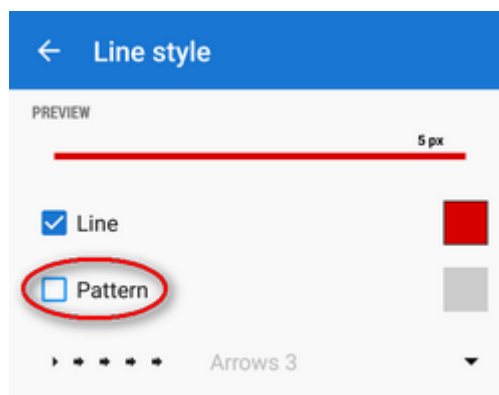 Line style
PREVIEW
5 px
Line
Pattern
Arrows 3